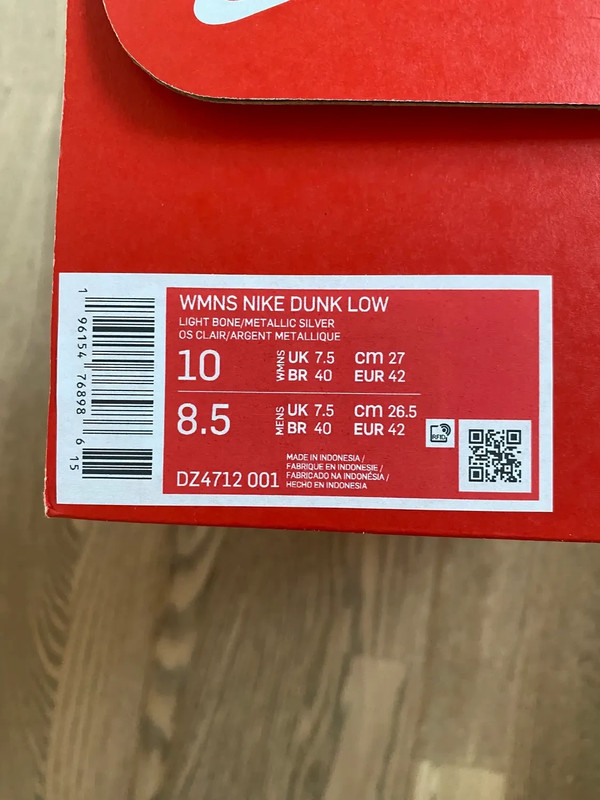 WMNS NIKE DUNK LOW
LIGHT BONE/METALLIC SILVER
OS CLAIR/ARGENT METALLIQUE
10 WMNS UK 7.5 cm 27
BR 40 EUR 42
8.5 MENS UK 7.5 cm 26.5
BR 40 EUR 42
DZ4712 001
MADE IN INDONESIA /
FABRIQUE EN INDONESIE /
FABRICADO NA INDONÉSIA /
HECHO EN INDONESIA
RFID
1 96154 76898 6 15